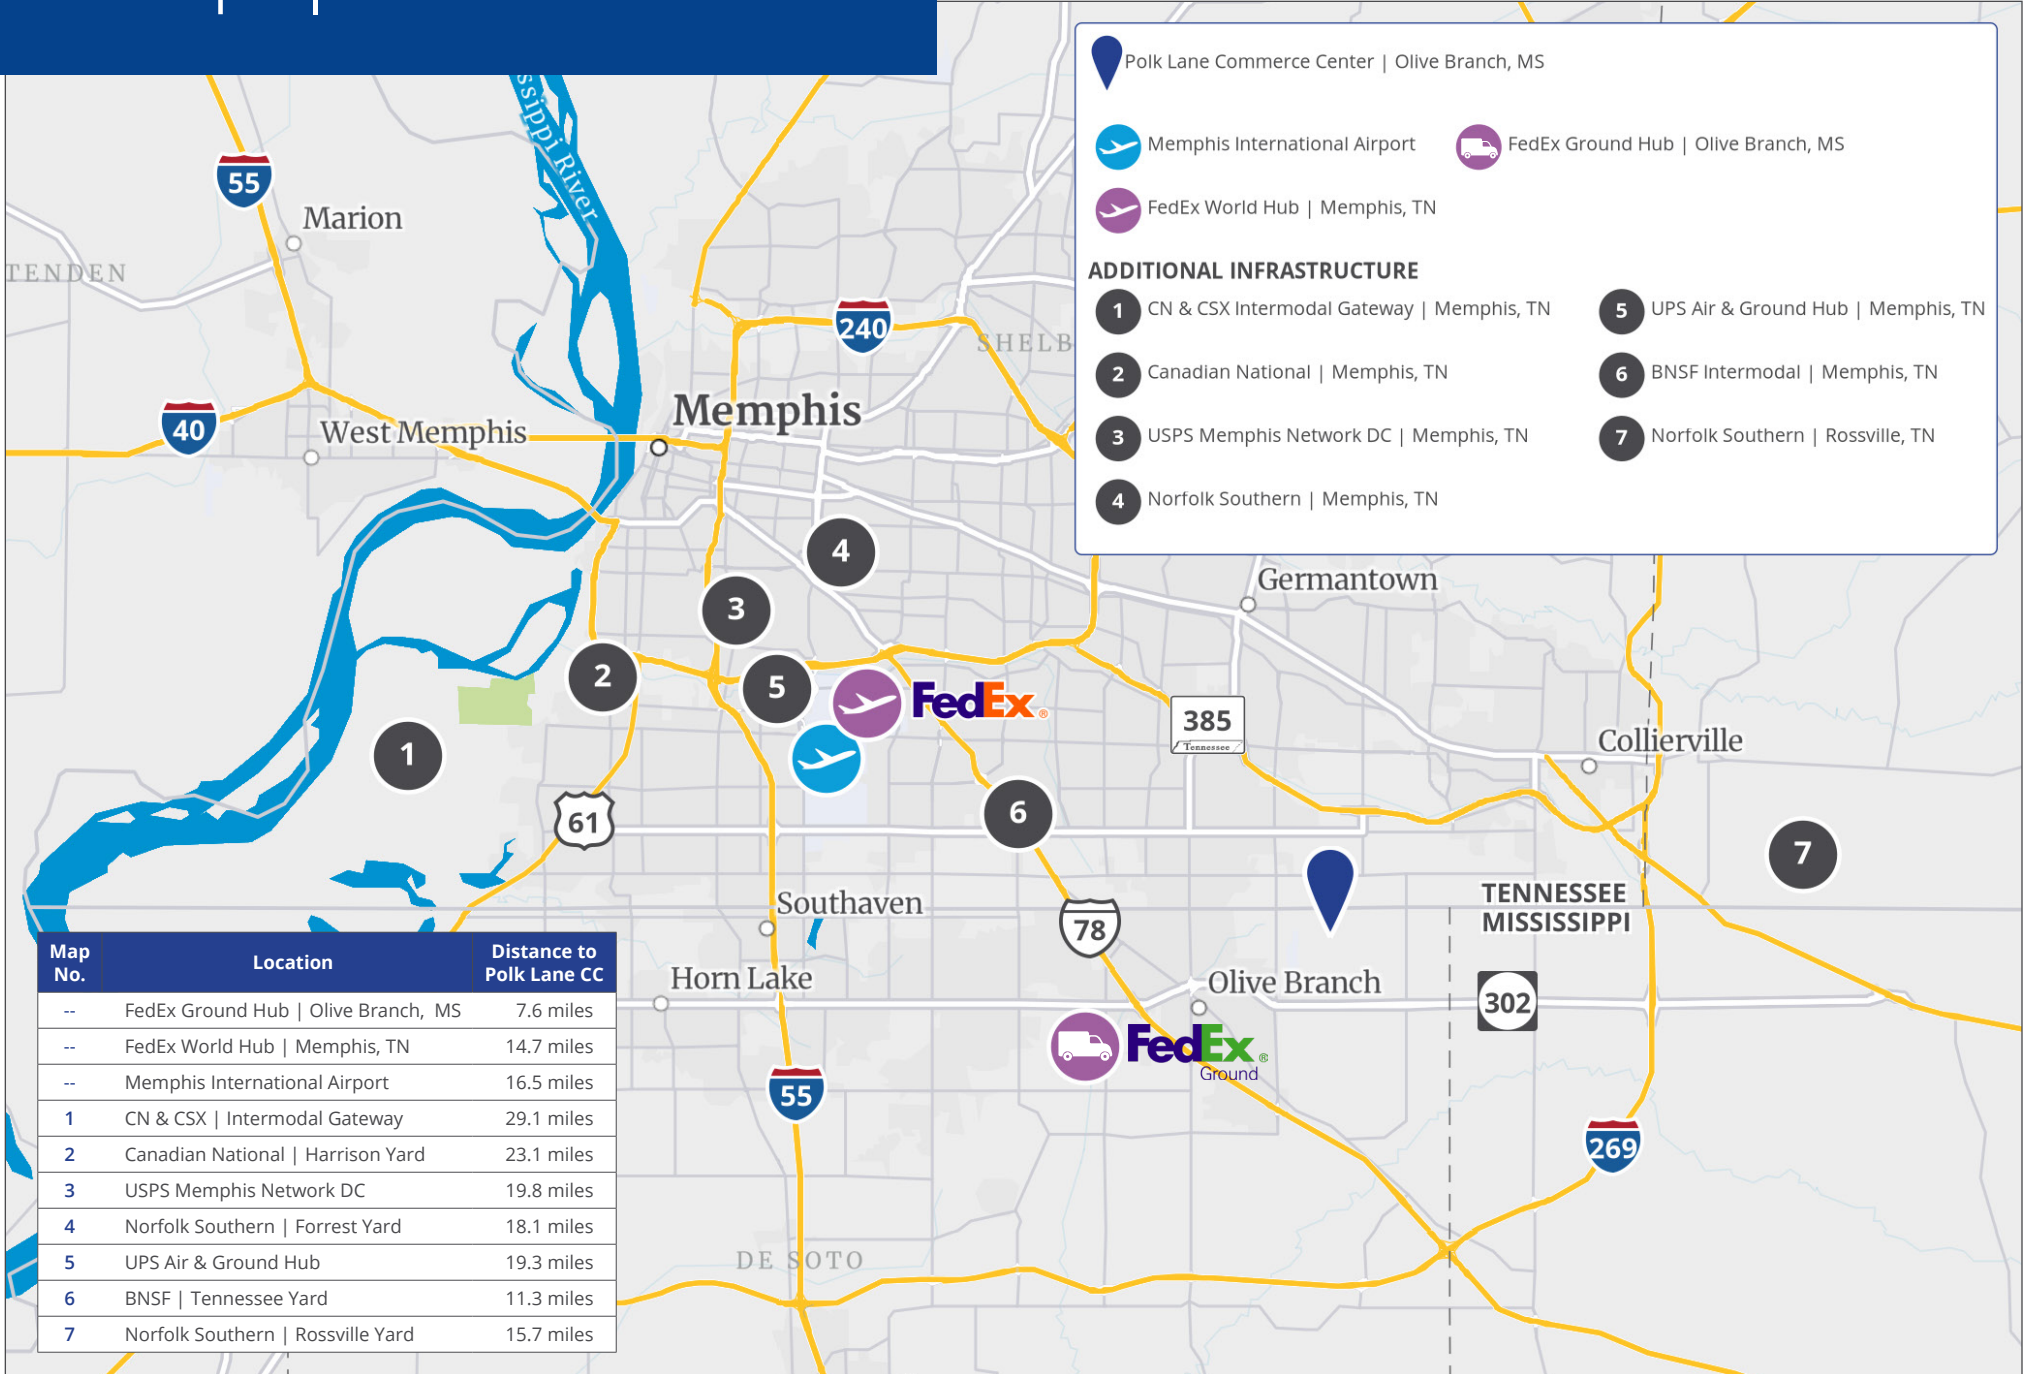 Polk Lane Commerce Center | Olive Branch, MS
Memphis International Airport
FedEx Ground Hub | Olive Branch, MS
FedEx World Hub | Memphis, TN
ADDITIONAL INFRASTRUCTURE
1 CN & CSX Intermodal Gateway | Memphis, TN
5 UPS Air & Ground Hub | Memphis, TN
2 Canadian National | Memphis, TN
6 BNSF Intermodal | Memphis, TN
3 USPS Memphis Network DC | Memphis, TN
7 Norfolk Southern | Rossville, TN
4 Norfolk Southern | Memphis, TN
ssippi River
55
Marion
TENDEN
240
SHELB
Memphis
40
West Memphis
4
Germantown
3
2
5
FedEx®
385
Tennessee
Collierville
1
61
6
7
TENNESSEE
MISSISSIPPI
Southaven
78
Horn Lake
Olive Branch
302
FedEx®
Ground
55
269
DE SOTO
Map No. Location Distance to Polk Lane CC
-- FedEx Ground Hub | Olive Branch, MS 7.6 miles
-- FedEx World Hub | Memphis, TN 14.7 miles
-- Memphis International Airport 16.5 miles
1 CN & CSX | Intermodal Gateway 29.1 miles
2 Canadian National | Harrison Yard 23.1 miles
3 USPS Memphis Network DC 19.8 miles
4 Norfolk Southern | Forrest Yard 18.1 miles
5 UPS Air & Ground Hub 19.3 miles
6 BNSF | Tennessee Yard 11.3 miles
7 Norfolk Southern | Rossville Yard 15.7 miles